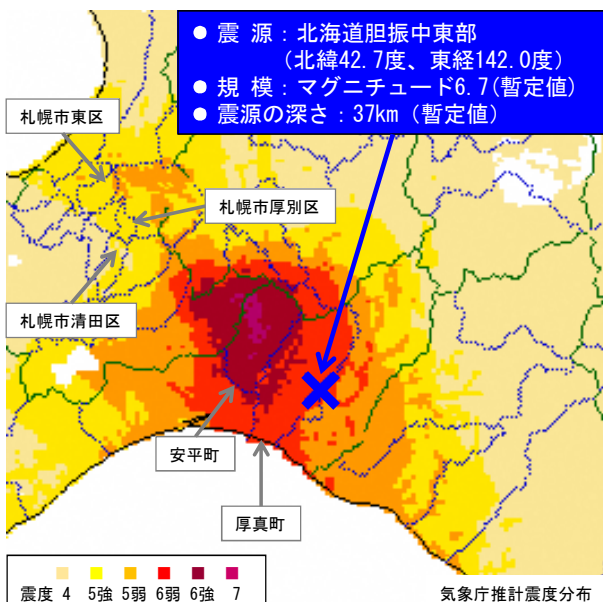 ● 震 源：北海道胆振中東部
（北緯42.7度、東経142.0度）
● 規 模：マグニチュード6.7(暫定値)
● 震源の深さ：37km（暫定値）
札幌市東区
札幌市厚別区
札幌市清田区
安平町
厚真町
震度 4 5強 5弱 6弱 6強 7
気象庁推計震度分布